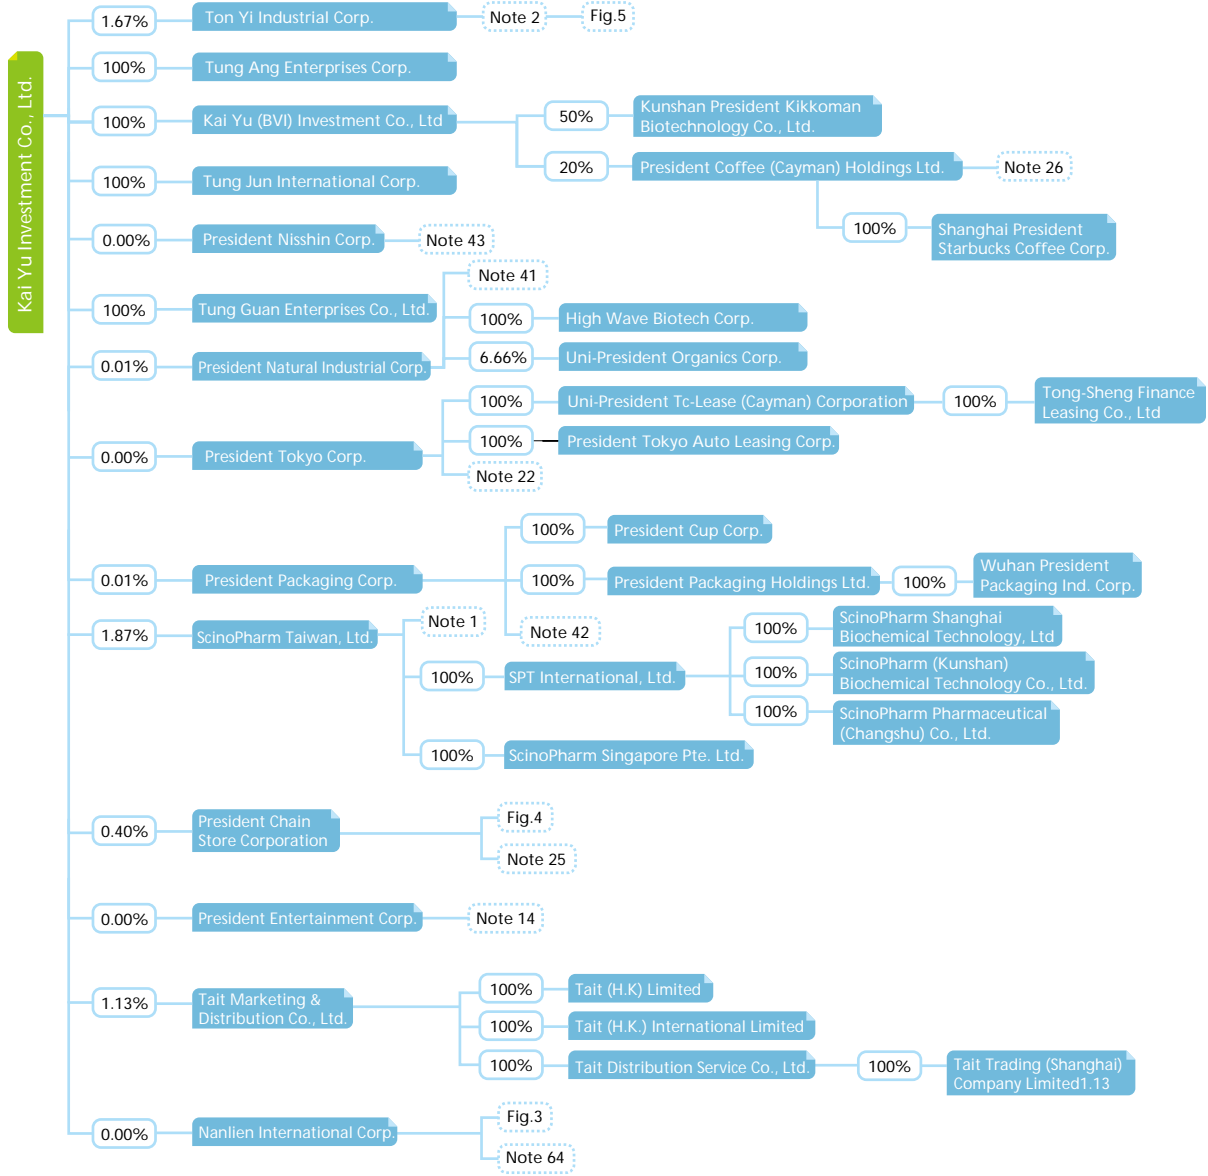 Kai Yu Investment Co., Ltd.
1.67%
Ton Yi Industrial Corp.
Note 2
Fig.5
100%
Tung Ang Enterprises Corp.
100%
Kai Yu (BVI) Investment Co., Ltd
50%
Kunshan President Kikkoman
Biotechnology Co., Ltd.
20%
President Coffee (Cayman) Holdings Ltd.
Note 26
100%
Shanghai President
Starbucks Coffee Corp.
100%
Tung Jun International Corp.
0.00%
President Nisshin Corp.
Note 43
100%
Tung Guan Enterprises Co., Ltd.
0.01%
President Natural Industrial Corp.
Note 41
100%
High Wave Biotech Corp.
6.66%
Uni-President Organics Corp.
0.00%
President Tokyo Corp.
100%
Uni-President Tc-Lease (Cayman) Corporation
100%
Tong-Sheng Finance
Leasing Co., Ltd
100%
President Tokyo Auto Leasing Corp.
Note 22
0.01%
President Packaging Corp.
100%
President Cup Corp.
100%
President Packaging Holdings Ltd.
100%
Wuhan President
Packaging Ind. Corp.
Note 42
1.87%
ScinoPharm Taiwan, Ltd.
Note 1
100%
SPT International, Ltd.
100%
ScinoPharm Shanghai
Biochemical Technology, Ltd
100%
ScinoPharm (Kunshan)
Biochemical Technology Co., Ltd.
100%
ScinoPharm Pharmaceutical
(Changshu) Co., Ltd.
100%
ScinoPharm Singapore Pte. Ltd.
0.40%
President Chain
Store Corporation
Fig.4
Note 25
0.00%
President Entertainment Corp.
Note 14
1.13%
Tait Marketing &
Distribution Co., Ltd.
100%
Tait (H.K) Limited
100%
Tait (H.K.) International Limited
100%
Tait Distribution Service Co., Ltd.
100%
Tait Trading (Shanghai)
Company Limited1.13
0.00%
Nanlien International Corp.
Fig.3
Note 64